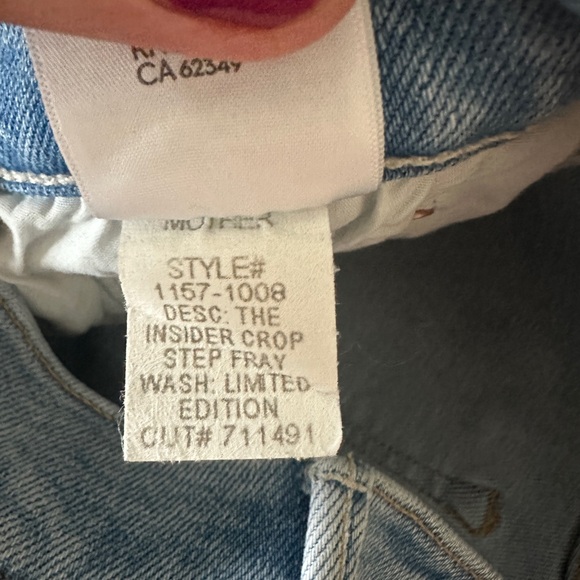 CA 62349
MOTHER
STYLE#
1157-1008
DESC: THE
INSIDER CROP
STEP FRAY
WASH: LIMITED
EDITION
CUT# 711491